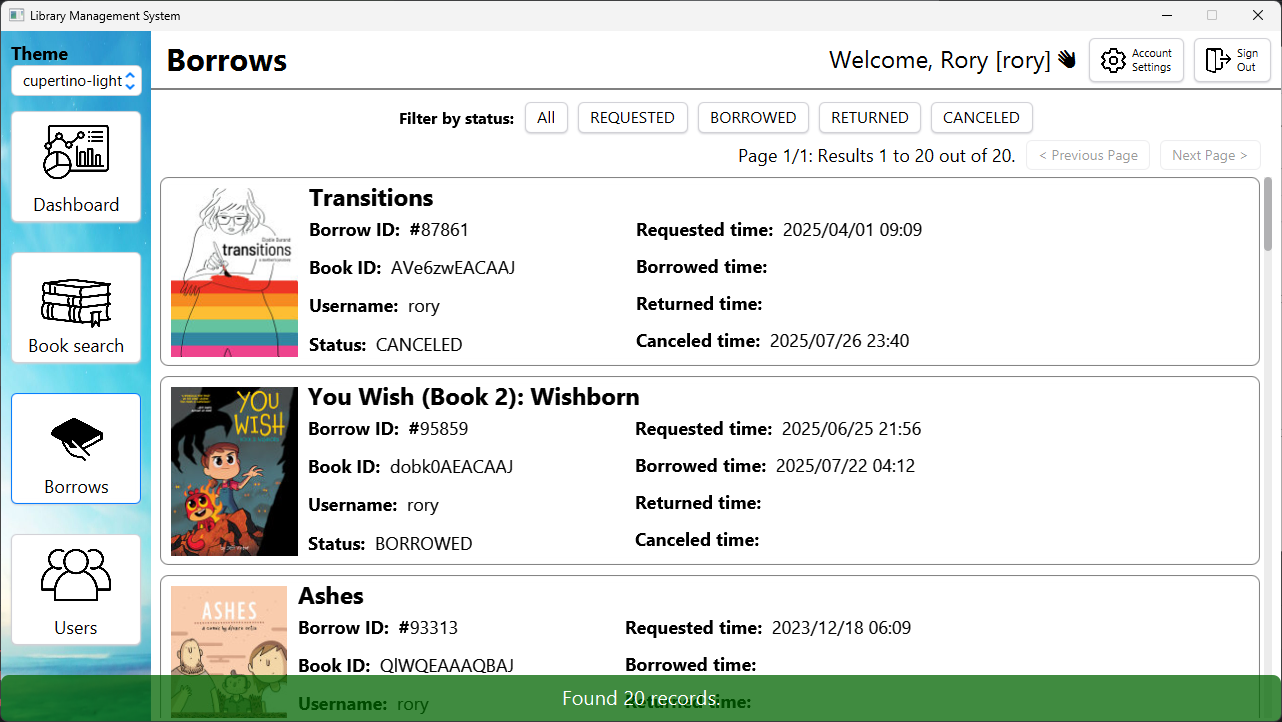 Library Management System
Theme
cupertino-light
Dashboard
Book search
Borrows
Users
Borrows
Welcome, Rory [rory]
Account
Settings
Sign
Out
Filter by status:
All
REQUESTED
BORROWED
RETURNED
CANCELED
Page 1/1: Results 1 to 20 out of 20.
< Previous Page
Next Page >
transitions
Transitions
Borrow ID: #87861
Book ID: AVe6zwEACAAJ
Username: rory
Status: CANCELED
Requested time: 2025/04/01 09:09
Borrowed time:
Returned time:
Canceled time: 2025/07/26 23:40
YOU
WISH
You Wish (Book 2): Wishborn
Borrow ID: #95859
Book ID: dobk0AEACAAJ
Username: rory
Status: BORROWED
Requested time: 2025/06/25 21:56
Borrowed time: 2025/07/22 04:12
Returned time:
Canceled time:
ASHES
Ashes
Borrow ID: #93313
Book ID: QlWQEAAAQBAJ
Username: rory
Requested time: 2023/12/18 06:09
Borrowed time:
Returned time:
Found 20 records.